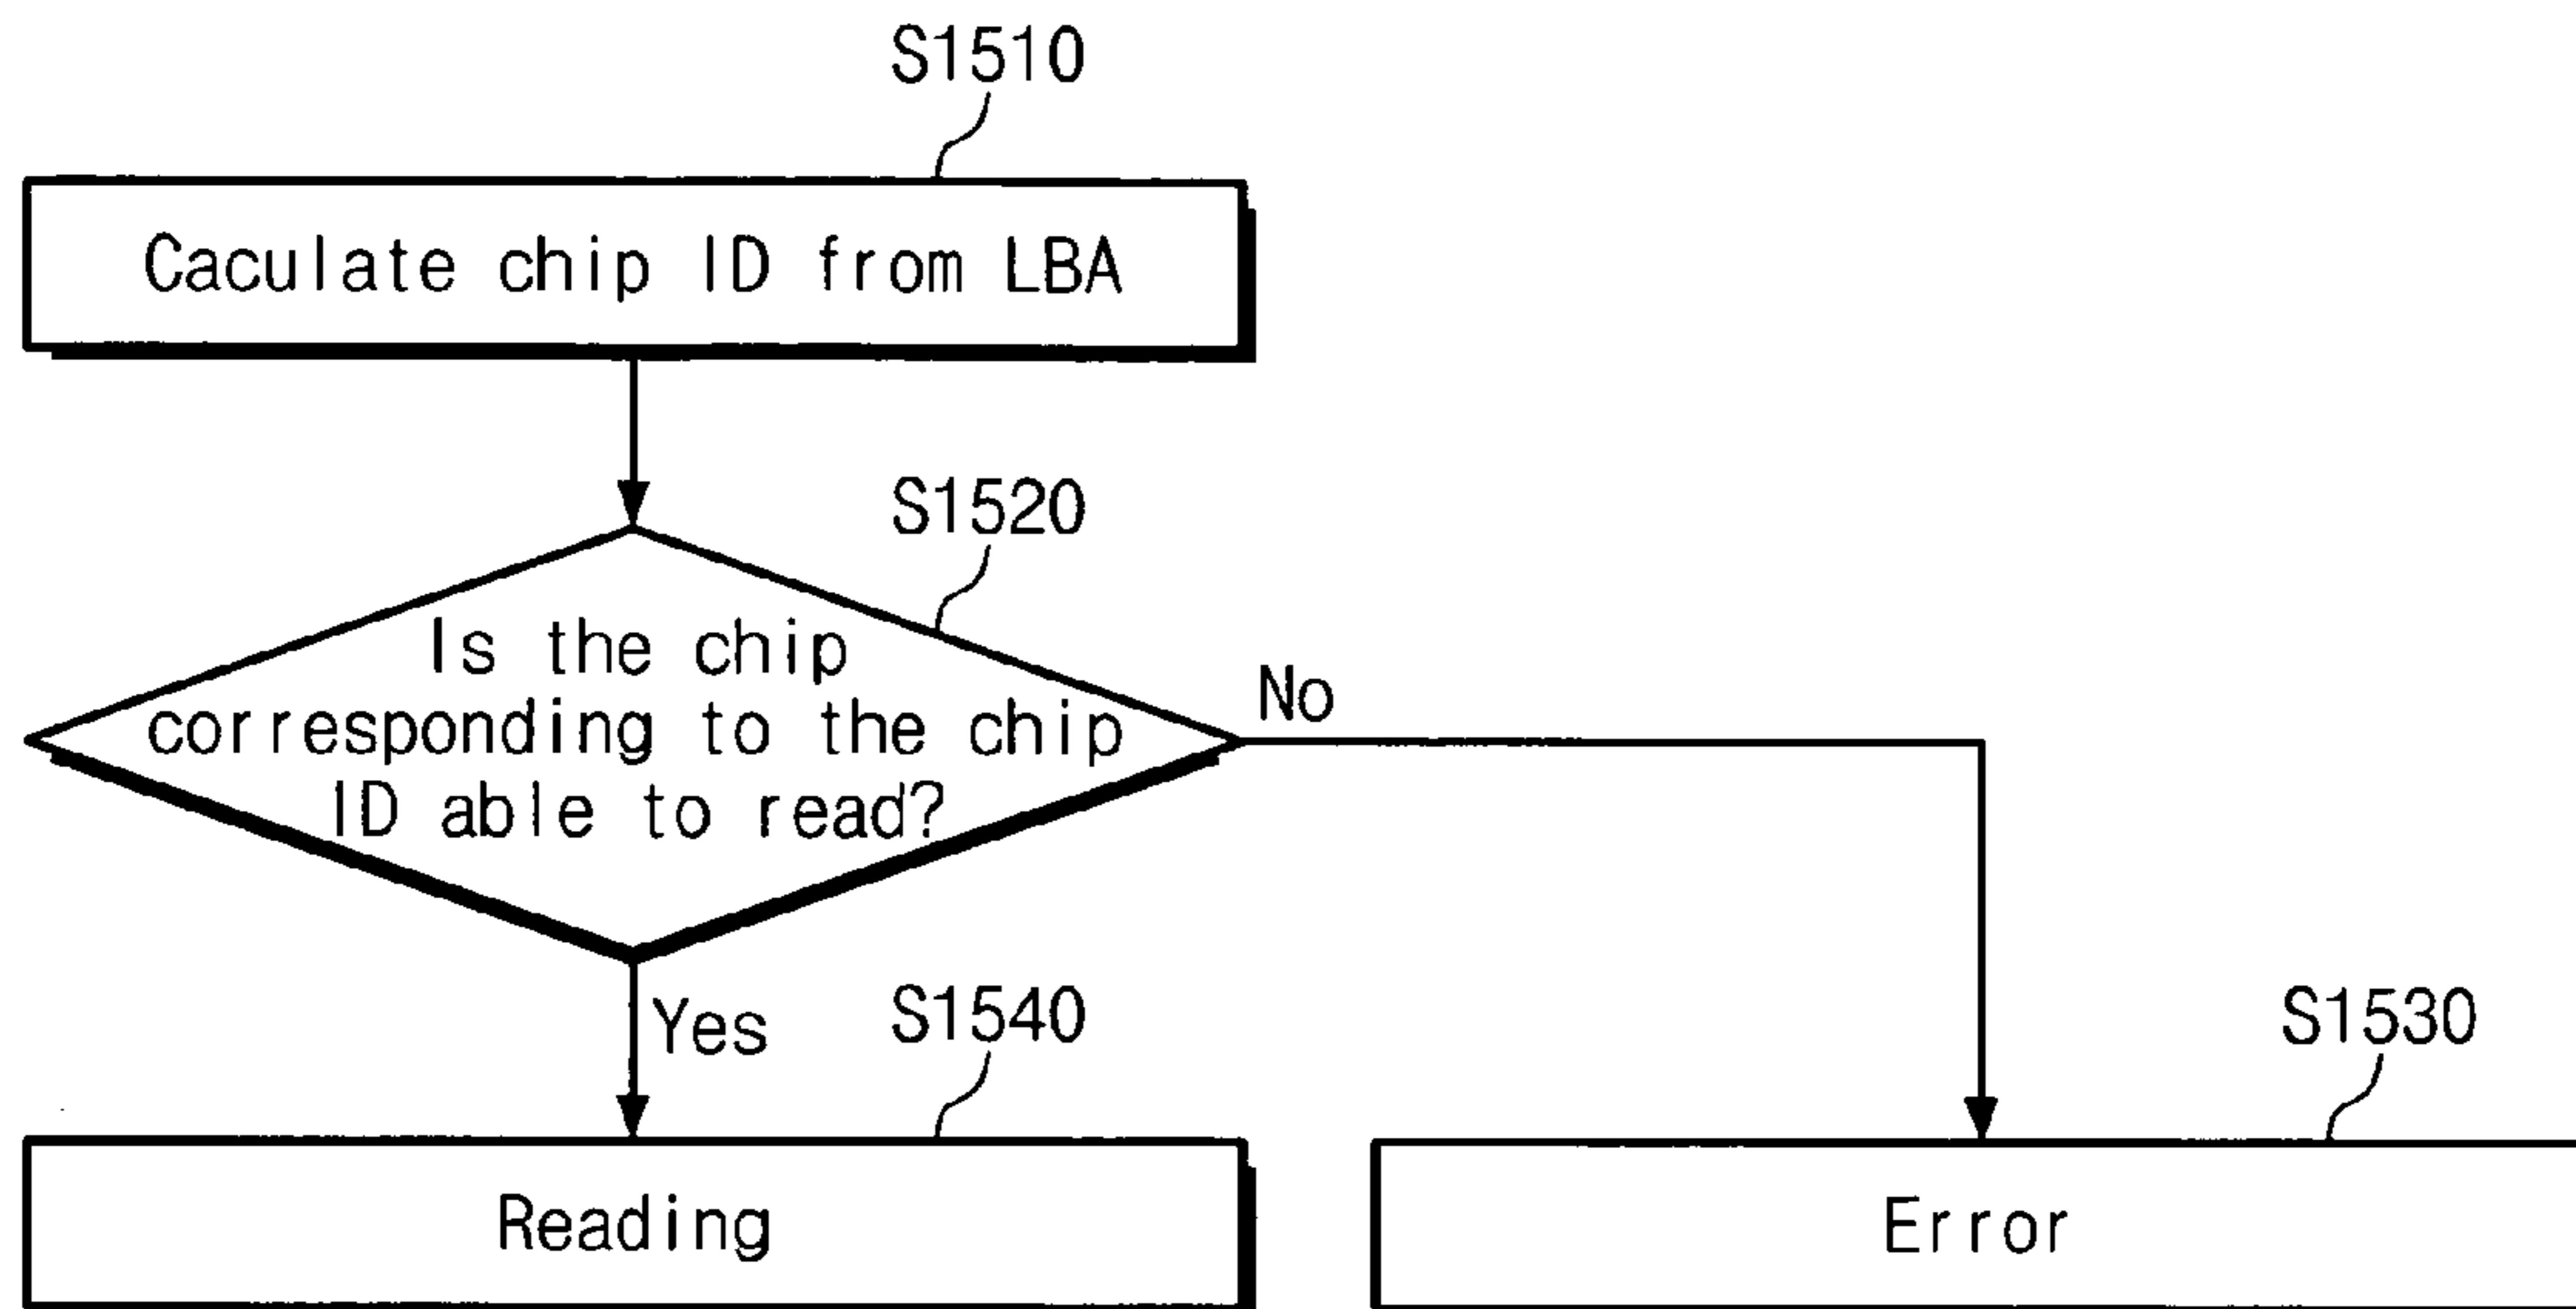 S1510
Caculate chip ID from LBA
S1520
Is the chip
corresponding to the chip
ID able to read?
No
Yes
S1540
S1530
Reading
Error